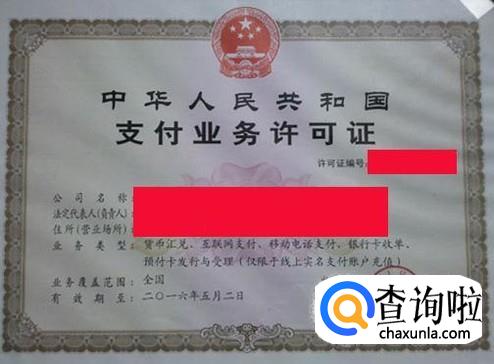 中华人民共和国
支付业务许可证
许可证编号:
公司名称:
法定代表人(负责人):
住所(营业场所):
业务类型: 货币汇兑、互联网支付、移动电话支付、银行卡收单、
预付卡发行与受理(仅限于线上实名支付账户充值)
业务覆盖范围: 全国
有效期至: 二〇一六年五月二日
查询啦
chaxunla.com